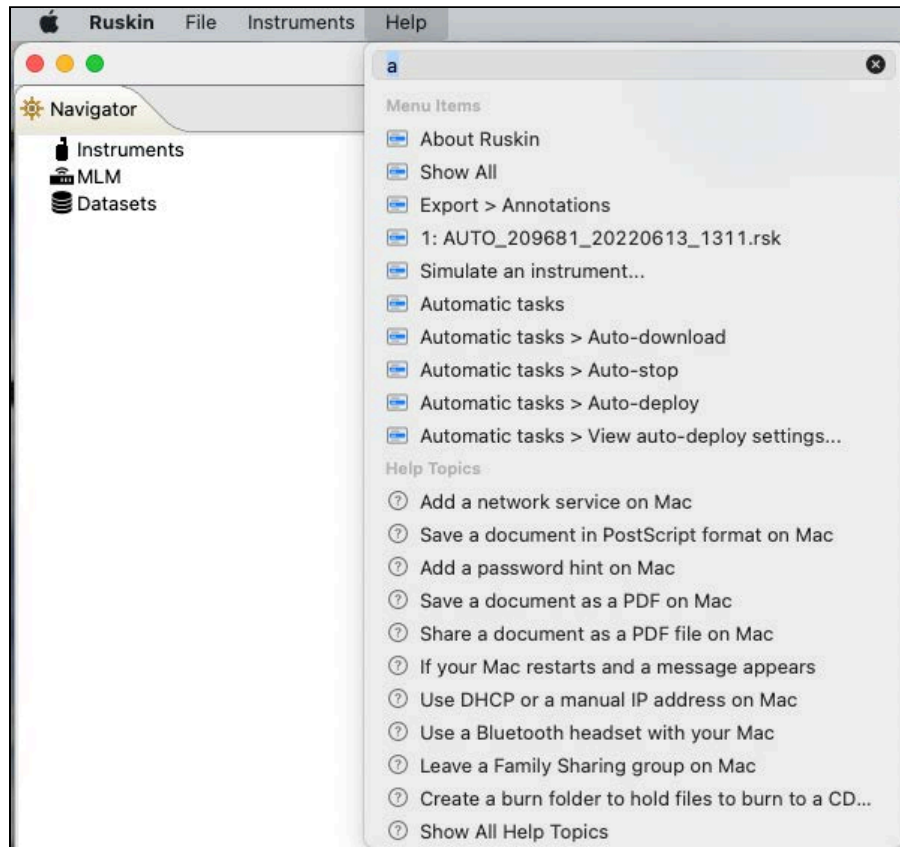 Ruskin File Instruments Help
a
Navigator
Instruments
MLM
Datasets
Menu Items
About Ruskin
Show All
Export > Annotations
1: AUTO_209681_20220613_1311.rsk
Simulate an instrument...
Automatic tasks
Automatic tasks > Auto-download
Automatic tasks > Auto-stop
Automatic tasks > Auto-deploy
Automatic tasks > View auto-deploy settings...
Help Topics
Add a network service on Mac
Save a document in PostScript format on Mac
Add a password hint on Mac
Save a document as a PDF on Mac
Share a document as a PDF file on Mac
If your Mac restarts and a message appears
Use DHCP or a manual IP address on Mac
Use a Bluetooth headset with your Mac
Leave a Family Sharing group on Mac
Create a burn folder to hold files to burn to a CD...
Show All Help Topics